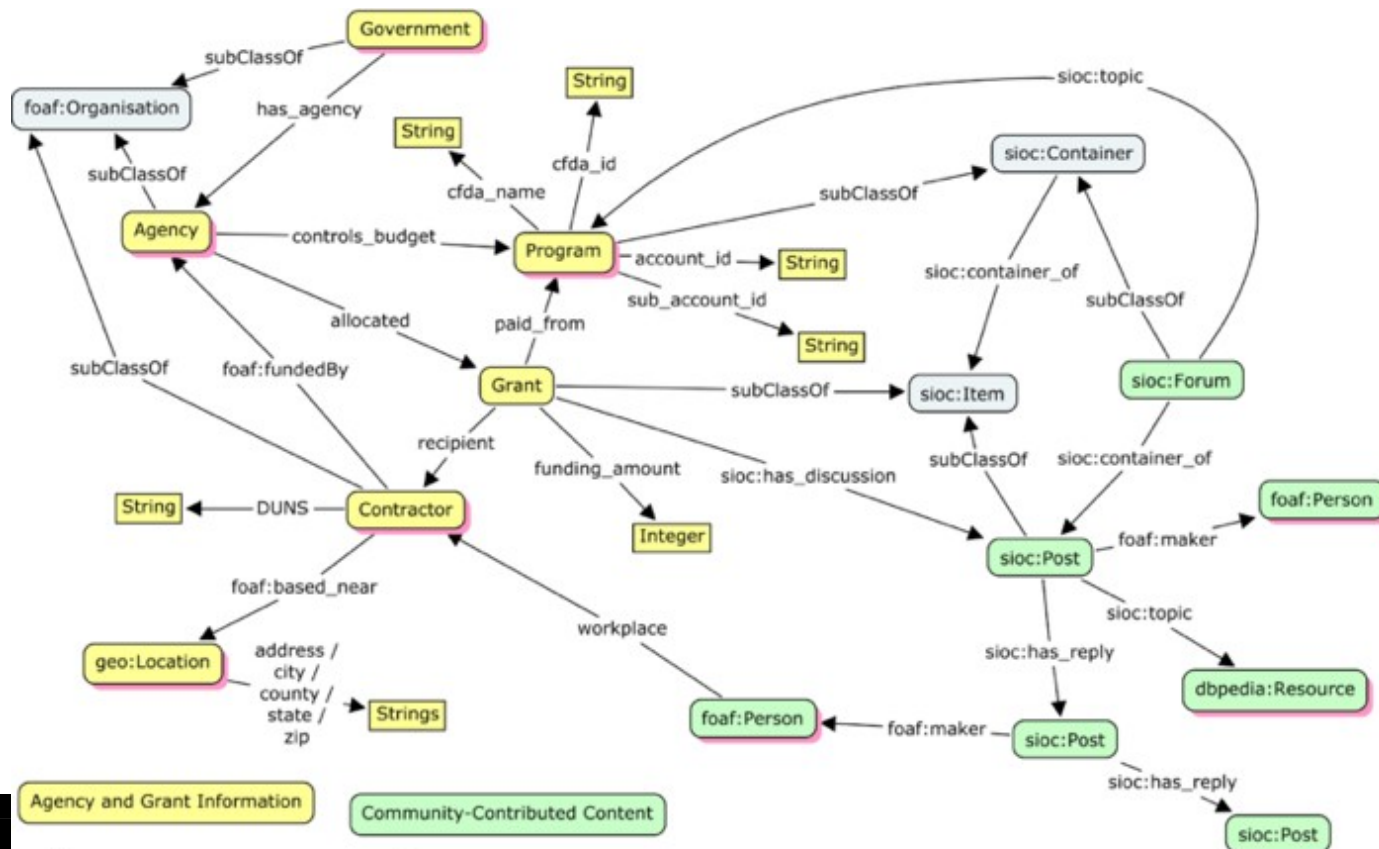 Government
subClassOf
foaf:Organisation
has_agency
String
String
sioc:topic
cfda_id
cfda_name
sioc:Container
subClassOf
subClassOf
Agency
controls_budget
Program
account_id
String
sioc:container_of
sub_account_id
String
subClassOf
allocated
paid_from
subClassOf
foaf:fundedBy
Grant
subClassOf
sioc:Item
sioc:Forum
recipient
funding_amount
sioc:has_discussion
subClassOf
sioc:container_of
String
DUNS
Contractor
Integer
foaf:Person
foaf:maker
sioc:Post
foaf:based_near
workplace
sioc:topic
sioc:has_reply
geo:Location
address /
city /
county /
state /
zip
Strings
dbpedia:Resource
foaf:Person
foaf:maker
sioc:Post
sioc:has_reply
sioc:Post
Agency and Grant Information
Community-Contributed Content